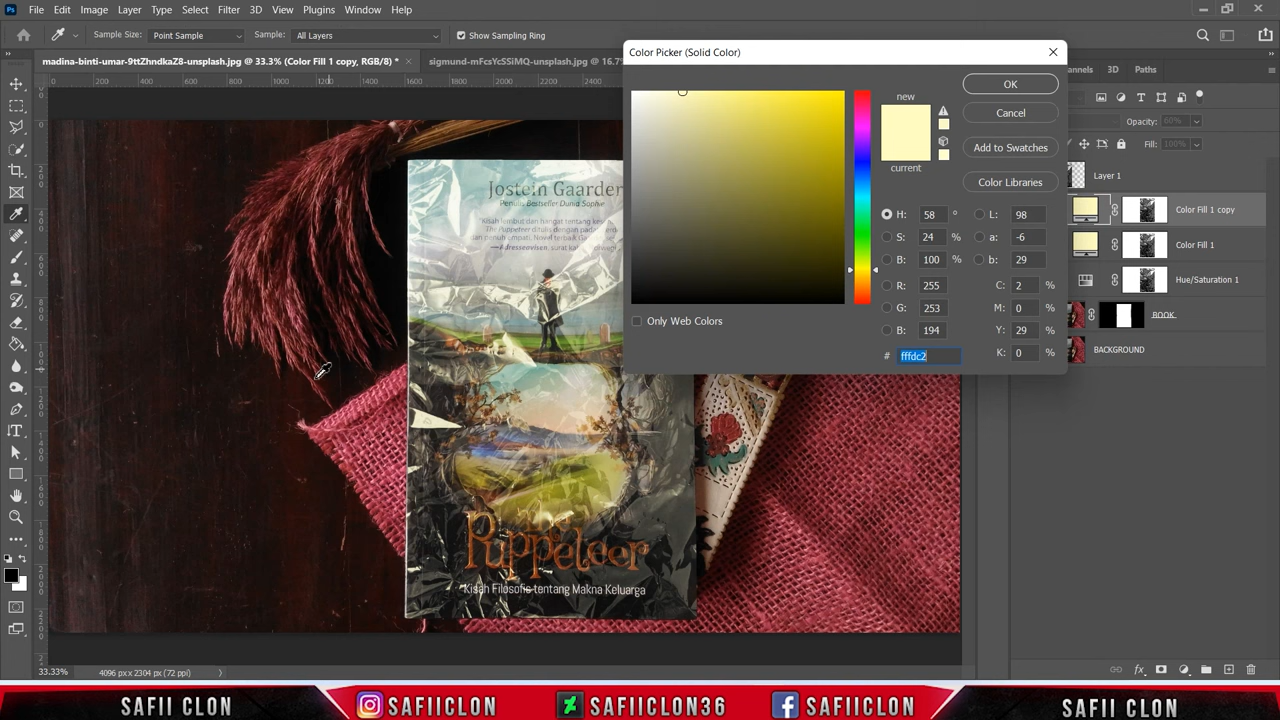 Ps File Edit Image Layer Type Select Filter 3D View Plugins Window Help
Sample Size: Point Sample Sample: All Layers Show Sampling Ring
madina-binti-umar-9ttZhndkaZ8-unsplash.jpg @ 33.3% (Color Fill 1 copy, RGB/8) * sigmund-mFcsYcSSiMQ-unsplash.jpg @ 16.7%
Color Picker (Solid Color)
new
current
OK
Cancel
Add to Swatches
Color Libraries
H: 58 ° L: 98
S: 24 % a: -6
B: 100 % b: 29
R: 255 C: 2 %
G: 253 M: 0 %
B: 194 Y: 29 %
# fffdc2 K: 0 %
Only Web Colors
annels 3D Paths
Opacity: 60%
Fill: 100%
Layer 1
Color Fill 1 copy
Color Fill 1
Hue/Saturation 1
BOOK
BACKGROUND
Jostein Gaarder
Penulis Bestseller Dunia Sophie
Puppeteer
Kisah Filosofis tentang Makna Keluarga
33.33% 4096 px x 2304 px (72 ppi)
SAFII CLON SAFIICLON SAFIICLON36 SAFIICLON SAFII CLON